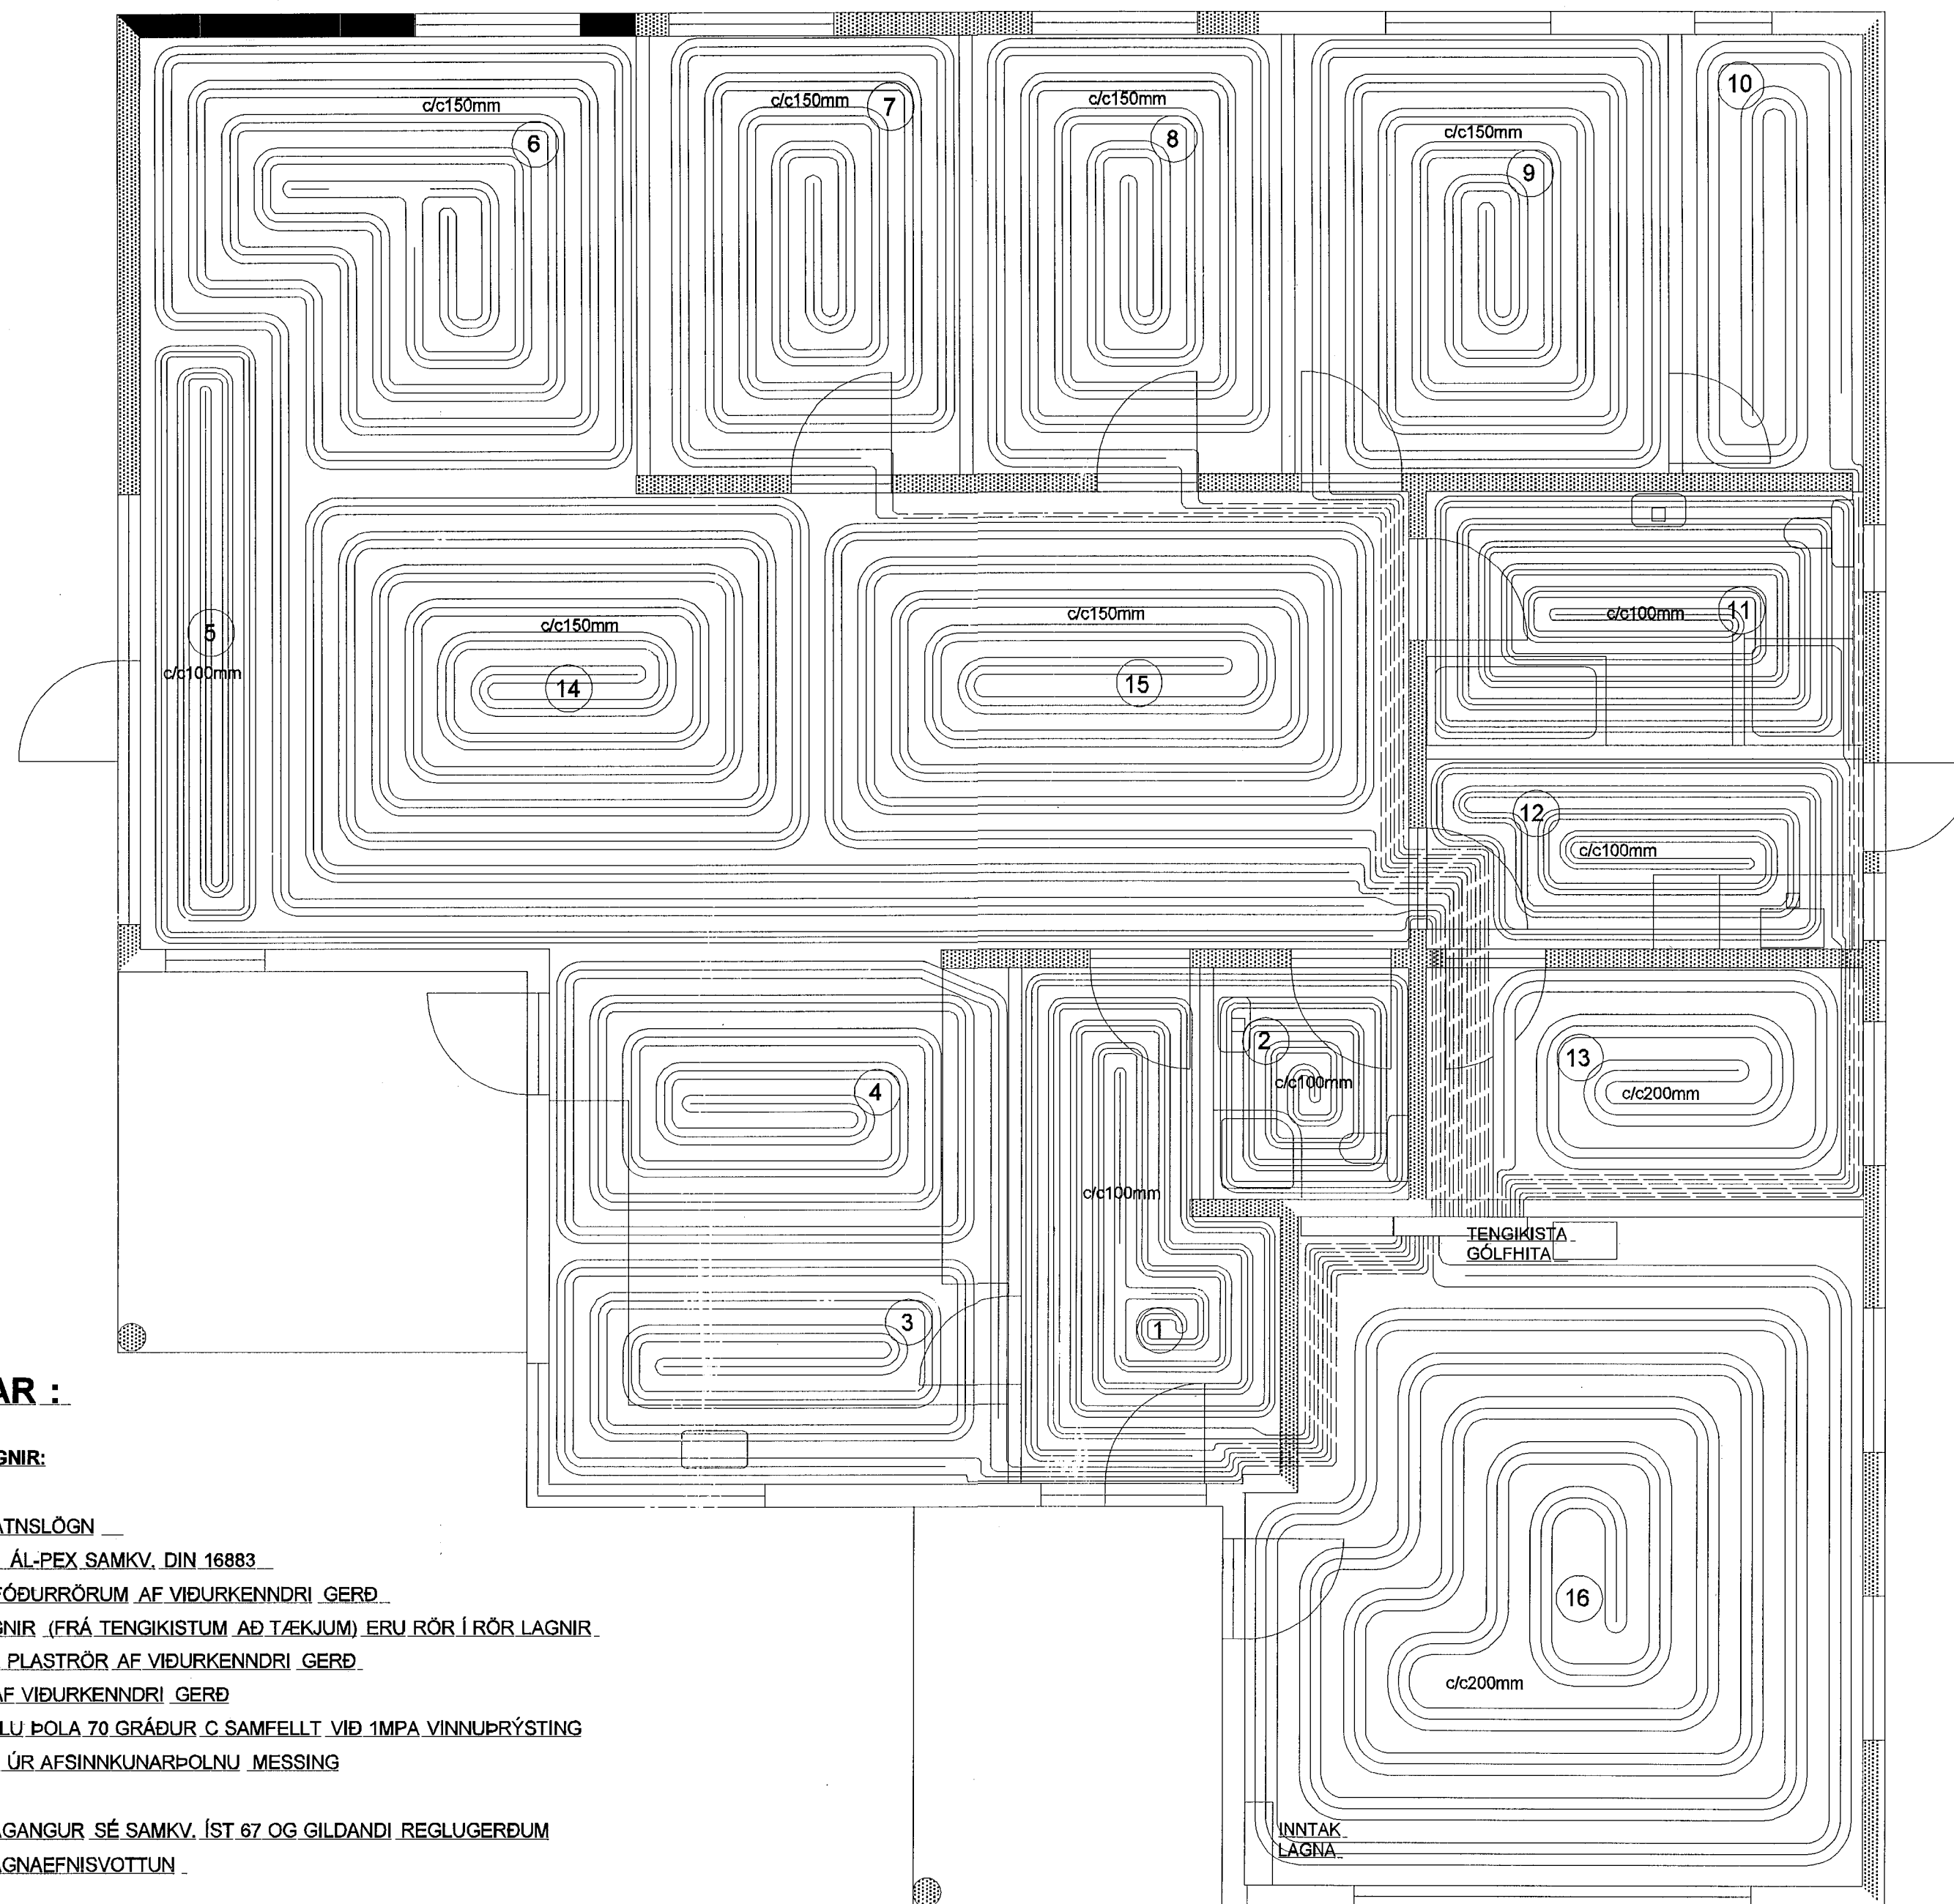 c/c150mm
6
c/c150mm
7
c/c150mm
8
c/c150mm
9
10
5
c/c100mm
c/c150mm
14
c/c150mm
15
c/c100mm
11
12
c/c100mm
2
c/c100mm
13
c/c200mm
4
c/c100mm
3
1
TENGIKISTA
GÓLFHITA
16
c/c200mm
INNTAK
LAGNA
AR :
GNIR:
ATNSLÖGN
ÁL-PEX SAMKV. DIN 16883
FÓÐURRÖRUM AF VIÐURKENNDRI GERÐ
GNIR (FRÁ TENGIKISTUM AÐ TÆKJUM) ERU RÖR Í RÖR LAGNIR
PLASTRÖR AF VIÐURKENNDRI GERÐ
AF VIÐURKENNDRI GERÐ
LU ÞOLA 70 GRÁÐUR C SAMFELLT VIÐ 1MPA VINNUÞRÝSTING
ÚR AFSINNKUNARÞOLNU MESSING
AGANGUR SÉ SAMKV. ÍST 67 OG GILDANDI REGLUGERÐUM
AGNAEFNISVOTTUN